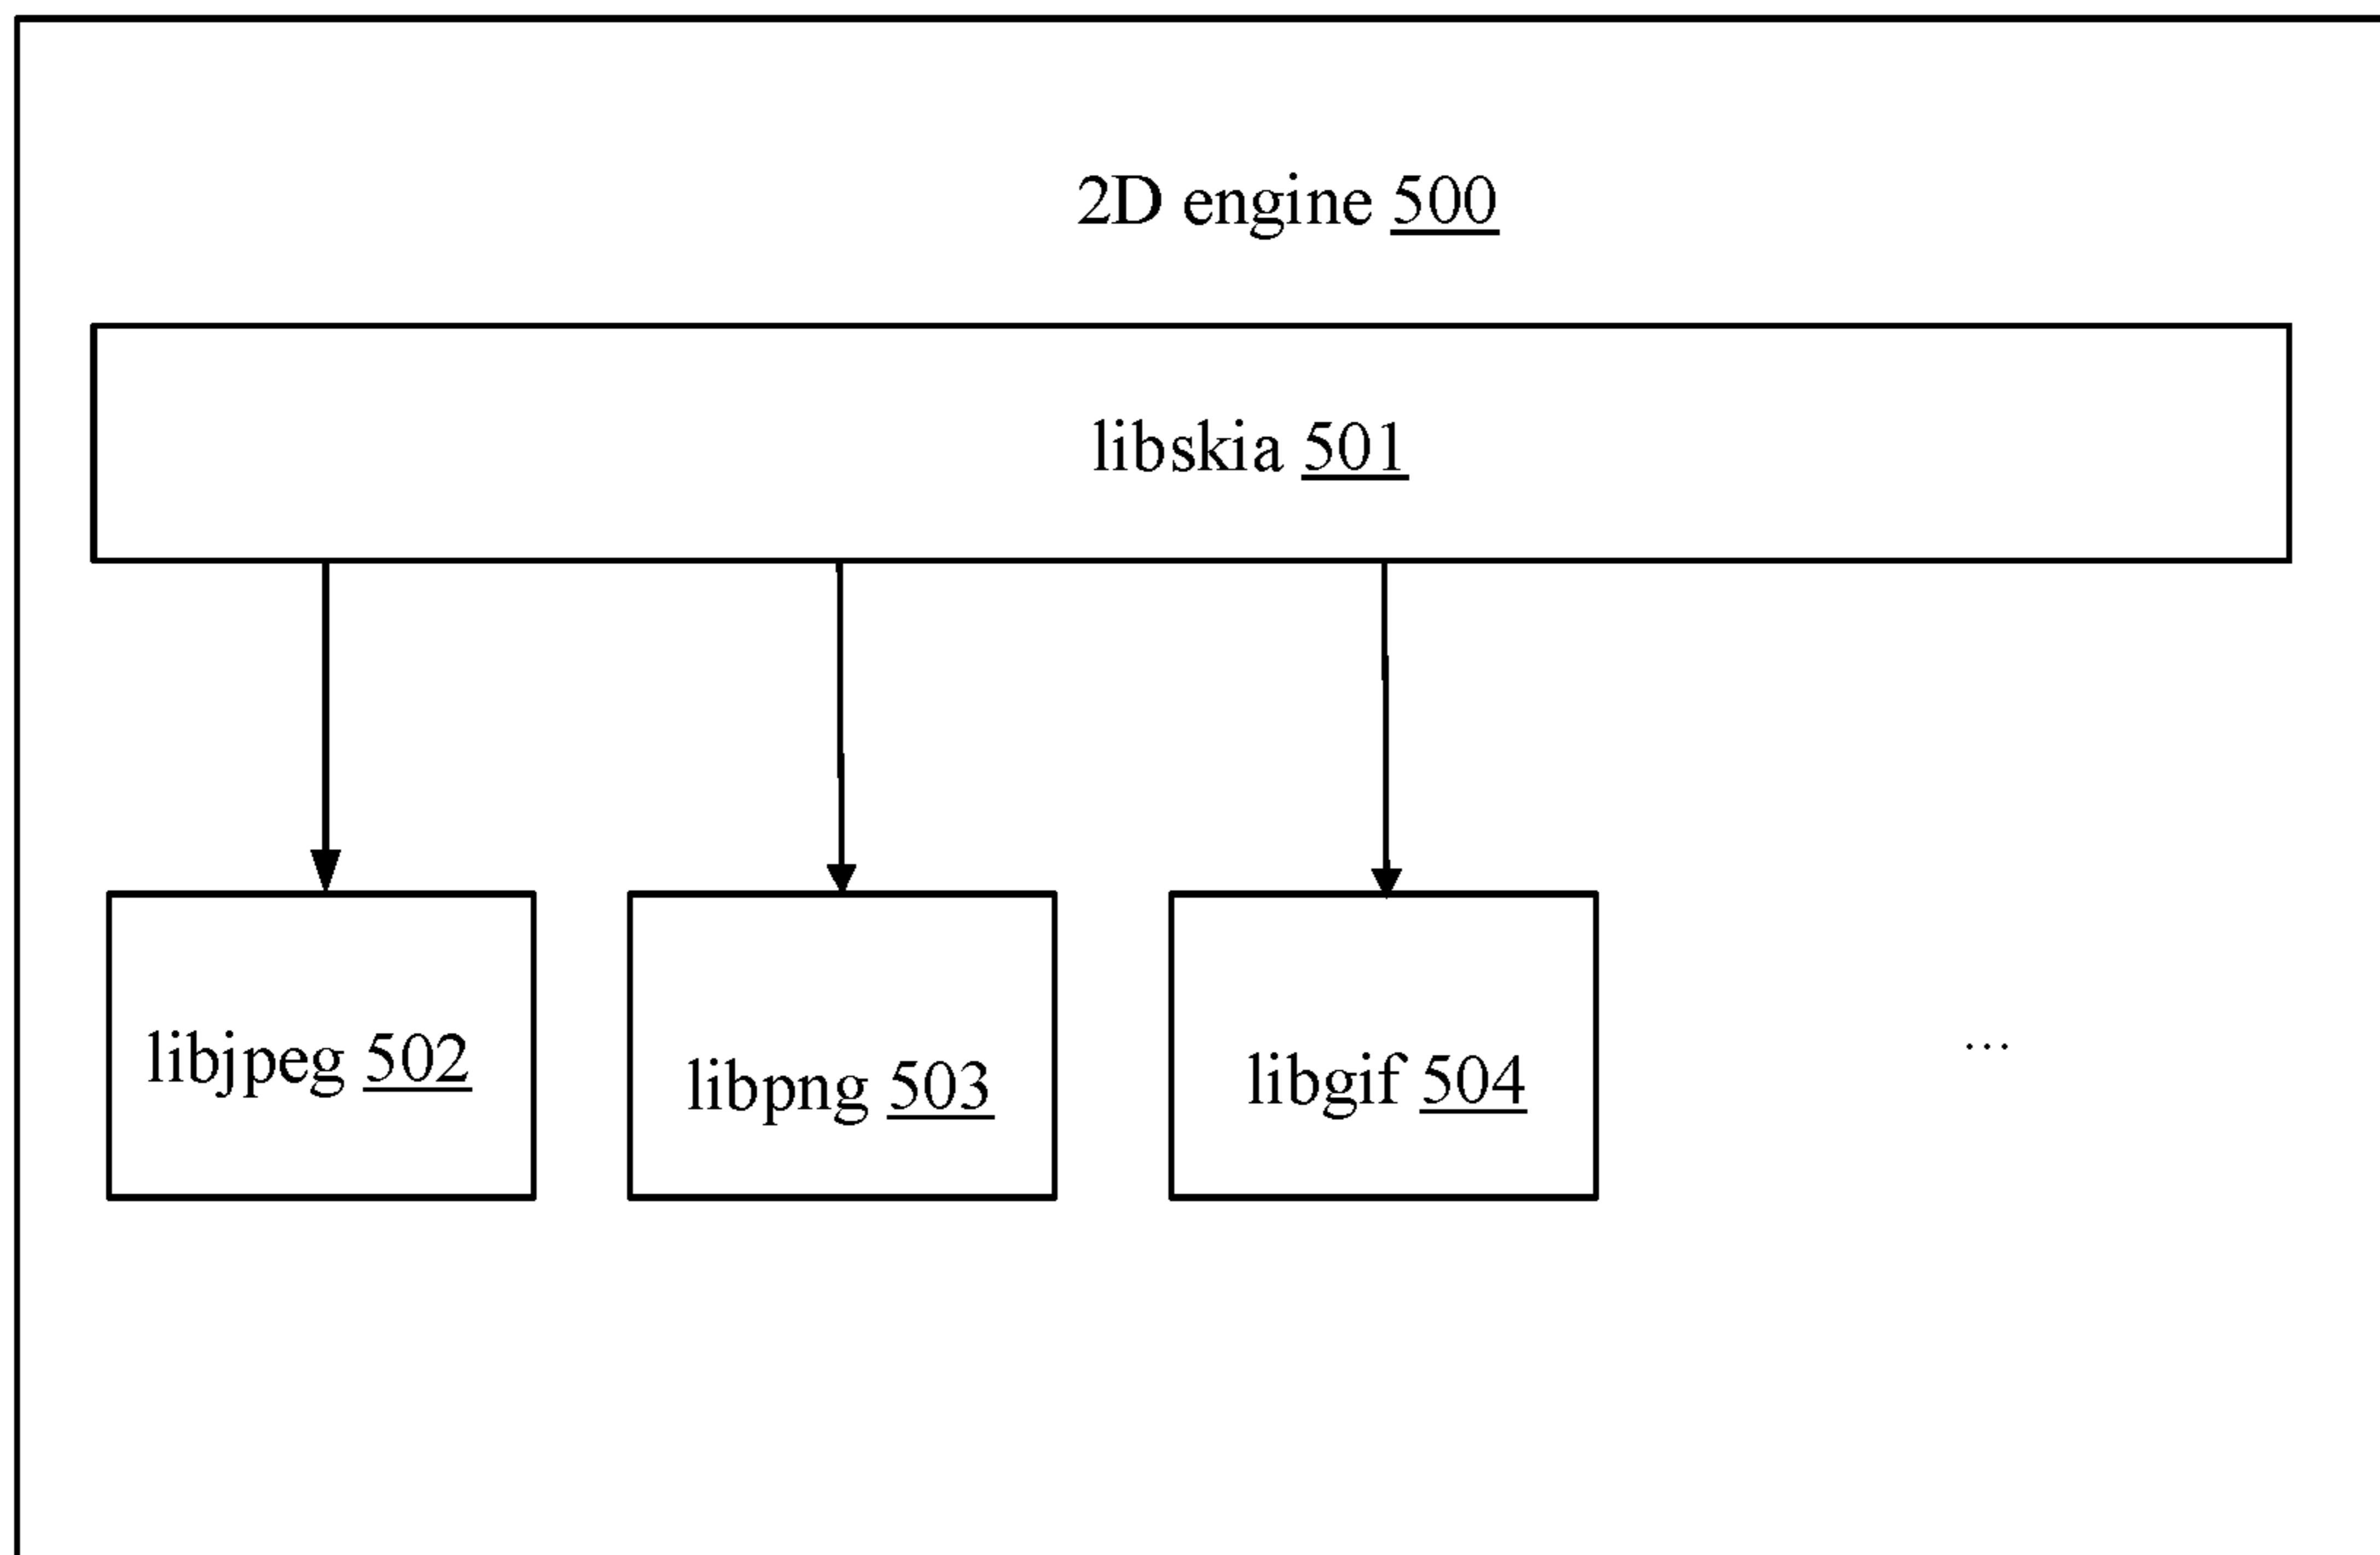 2D engine 500
libskia 501
libjpeg 502
libpng 503
libgif 504
...